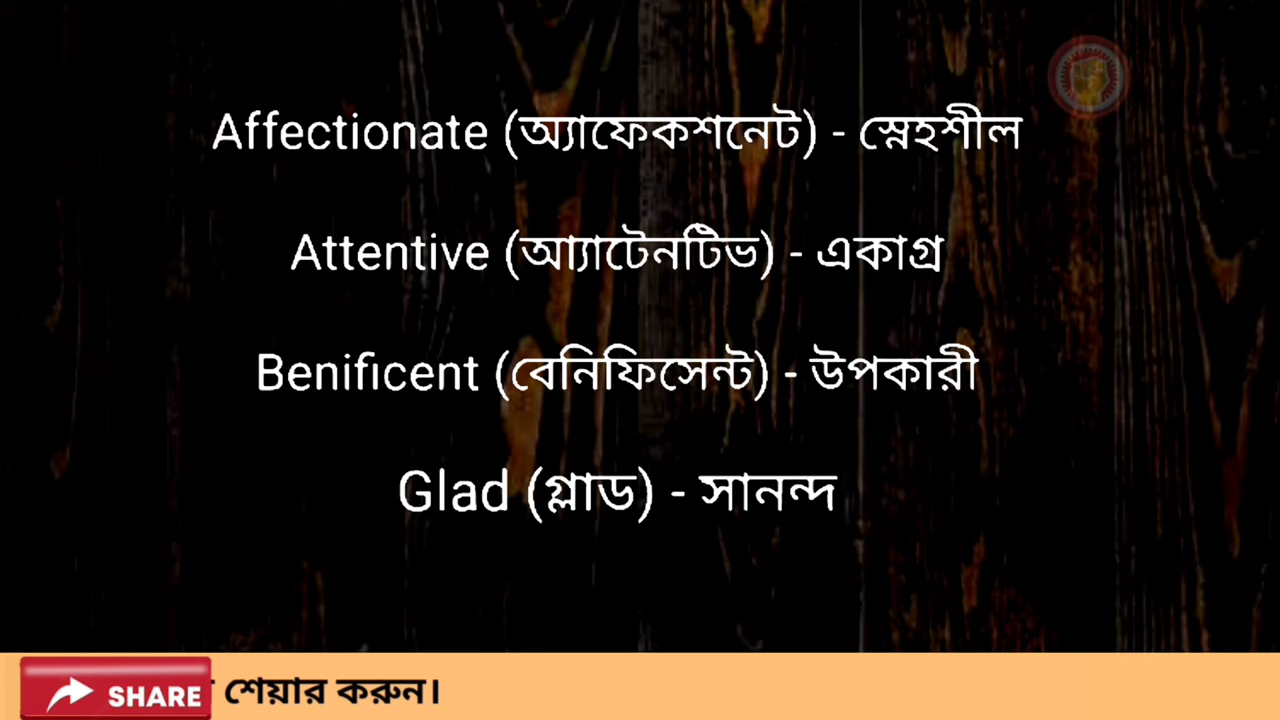 Affectionate (অ্যাফেকশনেট) - স্নেহশীল
Attentive (আ্যাটেনটিভ) - একাগ্র
Benificent (বেনিফিসেন্ট) - উপকারী
Glad (গ্লাড) - সানন্দ
SHARE শেয়ার করুন।